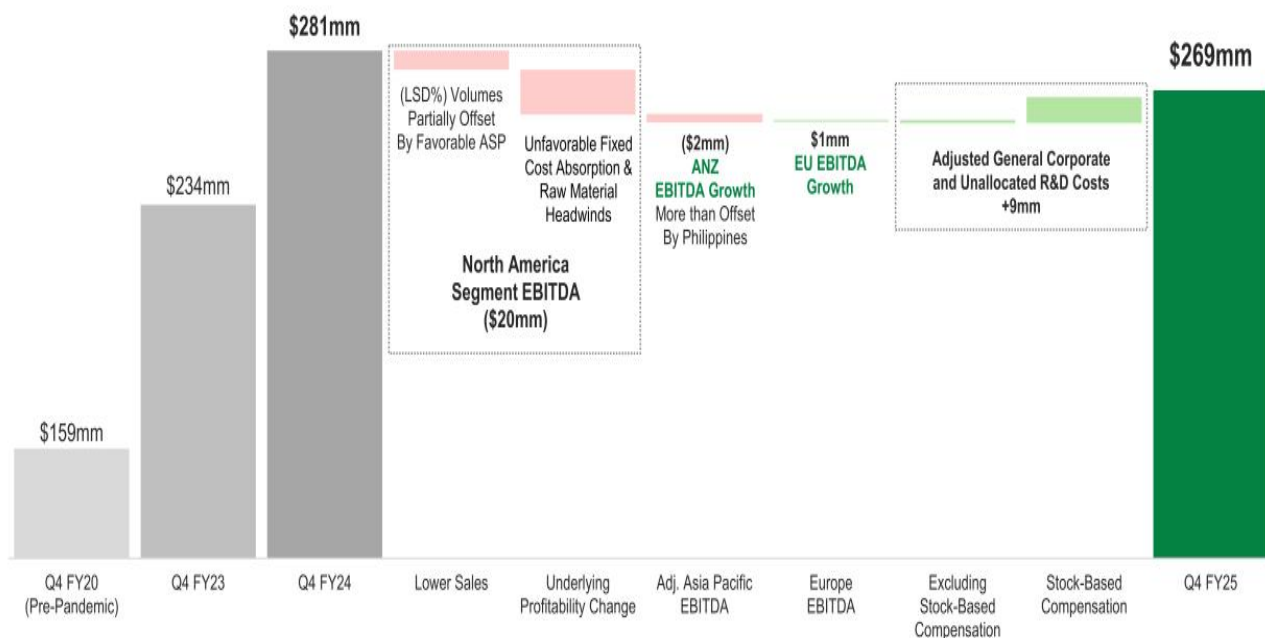 $281mm
$269mm
$234mm
$159mm
(LSD%) Volumes
Partially Offset
By Favorable ASP
Unfavorable Fixed
Cost Absorption &
Raw Material
Headwinds
North America
Segment EBITDA
($20mm)
($2mm)
ANZ
EBITDA Growth
More than Offset
By Philippines
$1mm
EU EBITDA
Growth
Adjusted General Corporate
and Unallocated R&D Costs
+9mm
Q4 FY20
(Pre-Pandemic)
Q4 FY23
Q4 FY24
Lower Sales
Underlying
Profitability Change
Adj. Asia Pacific
EBITDA
Europe
EBITDA
Excluding
Stock-Based
Compensation
Stock-Based
Compensation
Q4 FY25